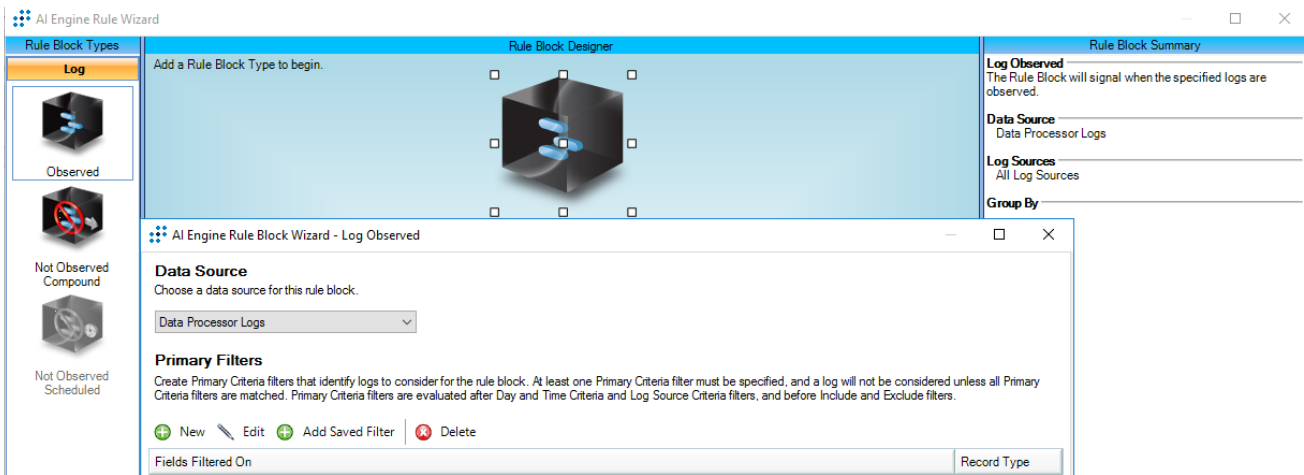 AI Engine Rule Wizard
Rule Block Types
Log
Observed
Not Observed
Compound
Not Observed
Scheduled
Rule Block Designer
Add a Rule Block Type to begin.
Rule Block Summary
Log Observed
The Rule Block will signal when the specified logs are
observed.
Data Source
Data Processor Logs
Log Sources
All Log Sources
Group By
AI Engine Rule Block Wizard - Log Observed
Data Source
Choose a data source for this rule block.
Data Processor Logs
Primary Filters
Create Primary Criteria filters that identify logs to consider for the rule block. At least one Primary Criteria filter must be specified, and a log will not be considered unless all Primary
Criteria filters are matched. Primary Criteria filters are evaluated after Day and Time Criteria and Log Source Criteria filters, and before Include and Exclude filters.
New Edit Add Saved Filter Delete
Fields Filtered On Record Type